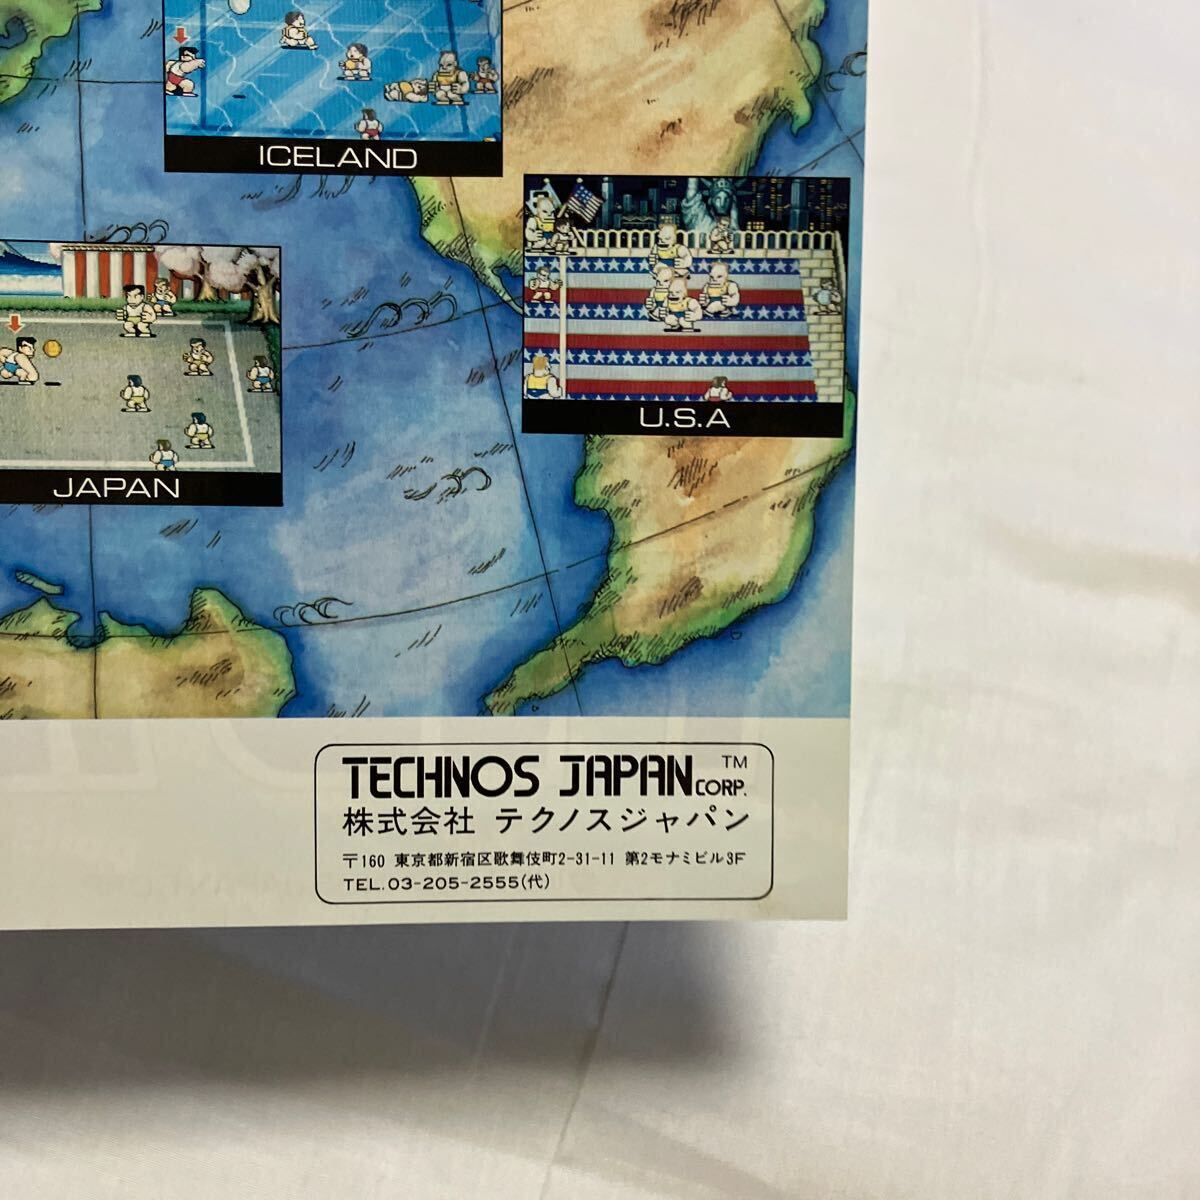 ICELAND
U.S.A
JAPAN
TECHNOS JAPAN CORP.™
株式会社 テクノスジャパン
〒160 東京都新宿区歌舞伎町2-31-11 第2モナミビル3F
TEL.03-205-2555(代)